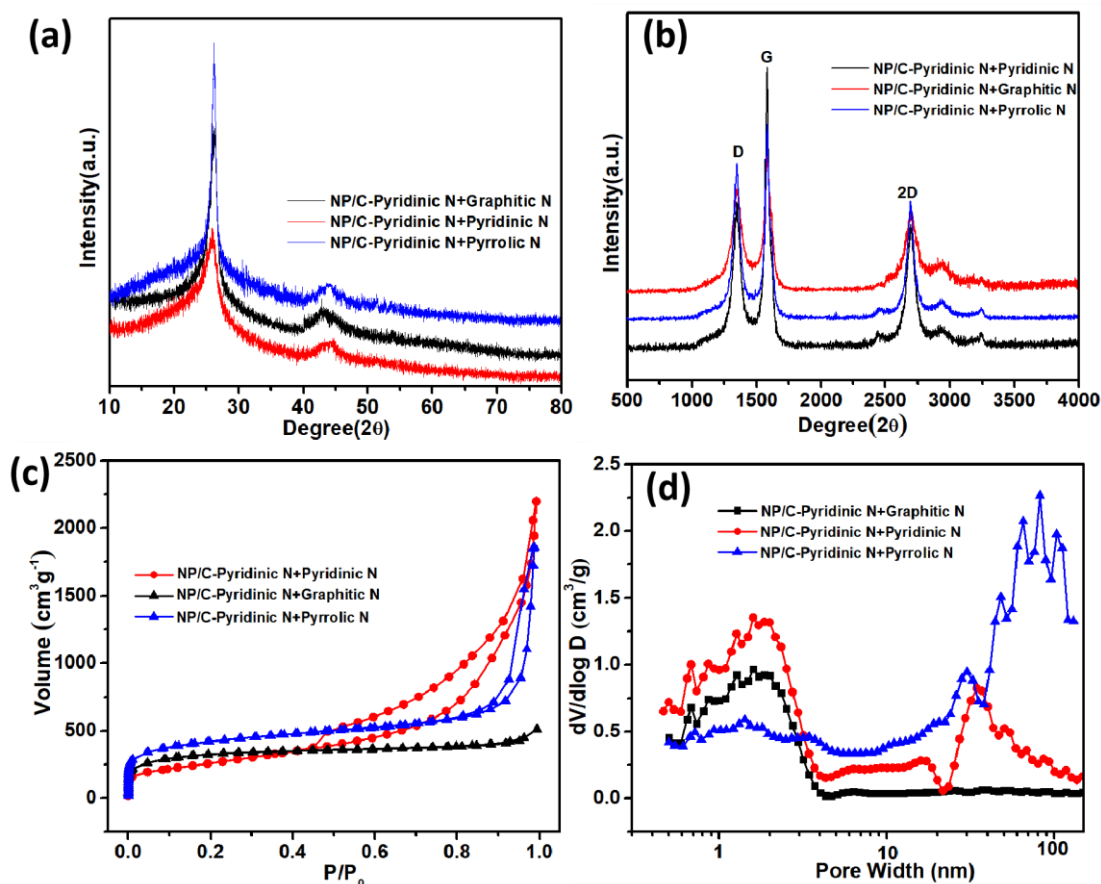 (a)
Intensity(a.u.)
NP/C-Pyridinic N+Graphitic N
NP/C-Pyridinic N+Pyridinic N
NP/C-Pyridinic N+Pyrrolic N
10 20 30 40 50 60 70 80
Degree(2θ)
(b)
Intensity(a.u.)
G
D
2D
NP/C-Pyridinic N+Pyridinic N
NP/C-Pyridinic N+Graphitic N
NP/C-Pyridinic N+Pyrrolic N
500 1000 1500 2000 2500 3000 3500 4000
Degree(2θ)
(c)
Volume (cm³g⁻¹)
2500
2000
1500
1000
500
0
NP/C-Pyridinic N+Pyridinic N
NP/C-Pyridinic N+Graphitic N
NP/C-Pyridinic N+Pyrrolic N
0.0 0.2 0.4 0.6 0.8 1.0
P/P₀
(d)
dV/dlog D (cm³/g)
2.5
2.0
1.5
1.0
0.5
0.0
NP/C-Pyridinic N+Graphitic N
NP/C-Pyridinic N+Pyridinic N
NP/C-Pyridinic N+Pyrrolic N
1 10 100
Pore Width (nm)